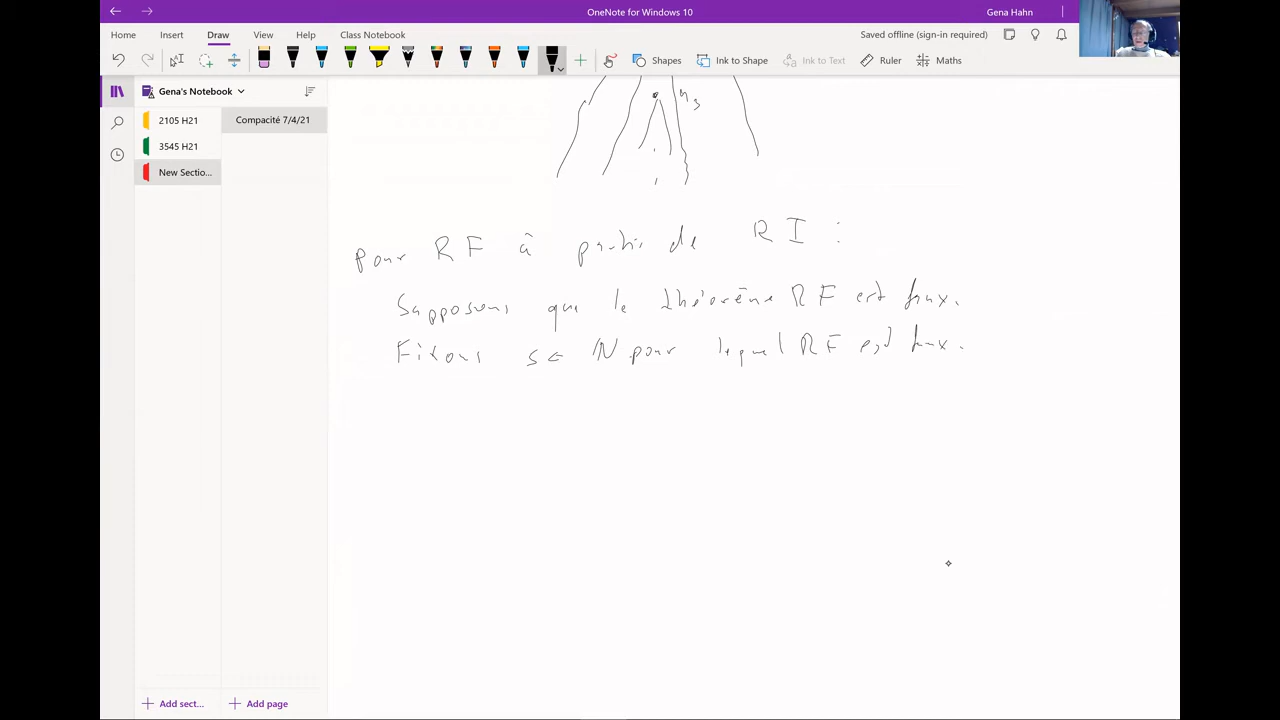 OneNote for Windows 10
Gena Hahn
Home Insert Draw View Help Class Notebook
Saved offline (sign-in required)
Shapes Ink to Shape Ink to Text Ruler Maths
Gena's Notebook
2105 H21
3545 H21
New Sectio...
Compacité 7/4/21
pour RF à partir de RI :
Supposons que le théorème RF est faux.
Fixons s ∈ ℕ pour lequel RF est faux.
Add sect...
Add page